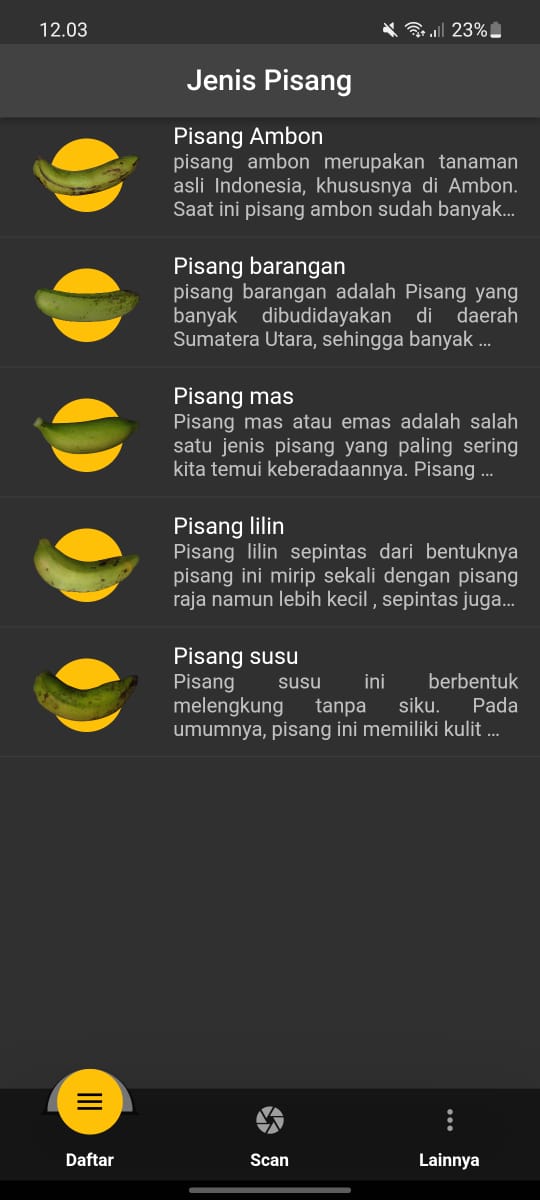 12.03
23%
Jenis Pisang
Pisang Ambon
pisang ambon merupakan tanaman
asli Indonesia, khususnya di Ambon.
Saat ini pisang ambon sudah banyak...
Pisang barangan
pisang barangan adalah Pisang yang
banyak dibudidayakan di daerah
Sumatera Utara, sehingga banyak ...
Pisang mas
Pisang mas atau emas adalah salah
satu jenis pisang yang paling sering
kita temui keberadaannya. Pisang ...
Pisang lilin
Pisang lilin sepintas dari bentuknya
pisang ini mirip sekali dengan pisang
raja namun lebih kecil , sepintas juga...
Pisang susu
Pisang susu ini berbentuk
melengkung tanpa siku. Pada
umumnya, pisang ini memiliki kulit ...
Daftar
Scan
Lainnya